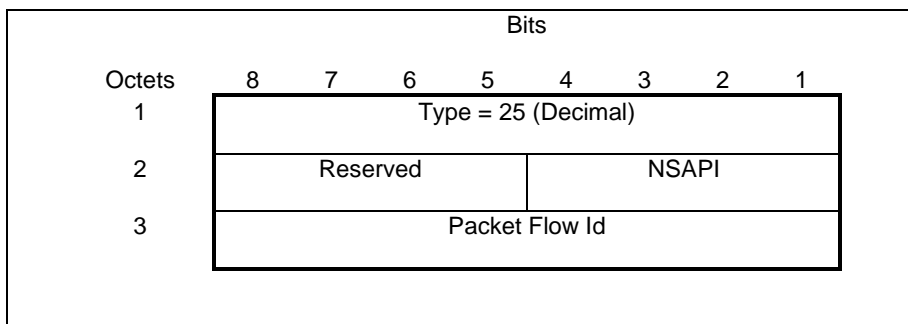 Bits
Octets 8 7 6 5 4 3 2 1
1 Type = 25 (Decimal)
2 Reserved NSAPI
3 Packet Flow Id